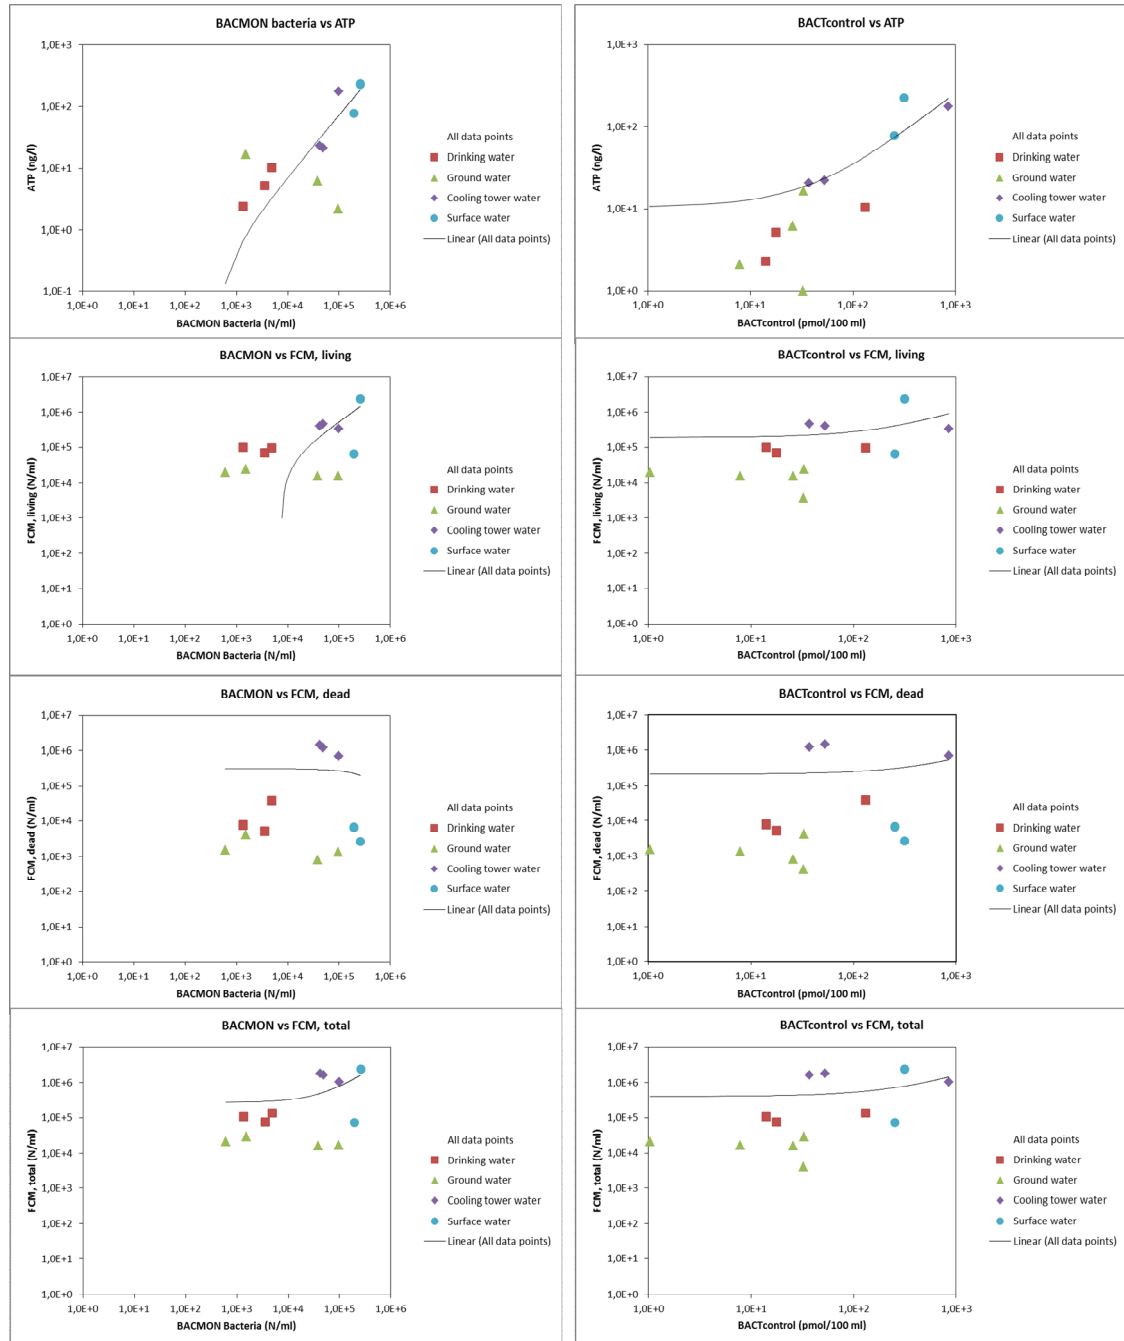 BACMON bacteria vs ATP
1,0E+3
1,0E+2
1,0E+1
1,0E+0
1,0E-1
ATP (ng/l)
1,0E+0 1,0E+1 1,0E+2 1,0E+3 1,0E+4 1,0E+5 1,0E+6
BACMON Bacteria (N/ml)
All data points
Drinking water
Ground water
Cooling tower water
Surface water
Linear (All data points)
BACTcontrol vs ATP
1,0E+3
1,0E+2
1,0E+1
1,0E+0
ATP (ng/l)
1,0E+0 1,0E+1 1,0E+2 1,0E+3
BACTcontrol (pmol/100 ml)
All data points
Drinking water
Ground water
Cooling tower water
Surface water
Linear (All data points)
BACMON vs FCM, living
1,0E+7
1,0E+6
1,0E+5
1,0E+4
1,0E+3
1,0E+2
1,0E+1
1,0E+0
FCM, living (N/ml)
1,0E+0 1,0E+1 1,0E+2 1,0E+3 1,0E+4 1,0E+5 1,0E+6
BACMON Bacteria (N/ml)
All data points
Drinking water
Ground water
Cooling tower water
Surface water
Linear (All data points)
BACTcontrol vs FCM, living
1,0E+7
1,0E+6
1,0E+5
1,0E+4
1,0E+3
1,0E+2
1,0E+1
1,0E+0
FCM, living (N/ml)
1,0E+0 1,0E+1 1,0E+2 1,0E+3
BACTcontrol (pmol/100 ml)
All data points
Drinking water
Ground water
Cooling tower water
Surface water
Linear (All data points)
BACMON vs FCM, dead
1,0E+7
1,0E+6
1,0E+5
1,0E+4
1,0E+3
1,0E+2
1,0E+1
1,0E+0
FCM, dead (N/ml)
1,0E+0 1,0E+1 1,0E+2 1,0E+3 1,0E+4 1,0E+5 1,0E+6
BACMON Bacteria (N/ml)
All data points
Drinking water
Ground water
Cooling tower water
Surface water
Linear (All data points)
BACTcontrol vs FCM, dead
1,0E+7
1,0E+6
1,0E+5
1,0E+4
1,0E+3
1,0E+2
1,0E+1
1,0E+0
FCM, dead (N/ml)
1,0E+0 1,0E+1 1,0E+2 1,0E+3
BACTcontrol (pmol/100 ml)
All data points
Drinking water
Ground water
Cooling tower water
Surface water
Linear (All data points)
BACMON vs FCM, total
1,0E+7
1,0E+6
1,0E+5
1,0E+4
1,0E+3
1,0E+2
1,0E+1
1,0E+0
FCM, total (N/ml)
1,0E+0 1,0E+1 1,0E+2 1,0E+3 1,0E+4 1,0E+5 1,0E+6
BACMON Bacteria (N/ml)
All data points
Drinking water
Ground water
Cooling tower water
Surface water
Linear (All data points)
BACTcontrol vs FCM, total
1,0E+7
1,0E+6
1,0E+5
1,0E+4
1,0E+3
1,0E+2
1,0E+1
1,0E+0
FCM, total (N/ml)
1,0E+0 1,0E+1 1,0E+2 1,0E+3
BACTcontrol (pmol/100 ml)
All data points
Drinking water
Ground water
Cooling tower water
Surface water
Linear (All data points)